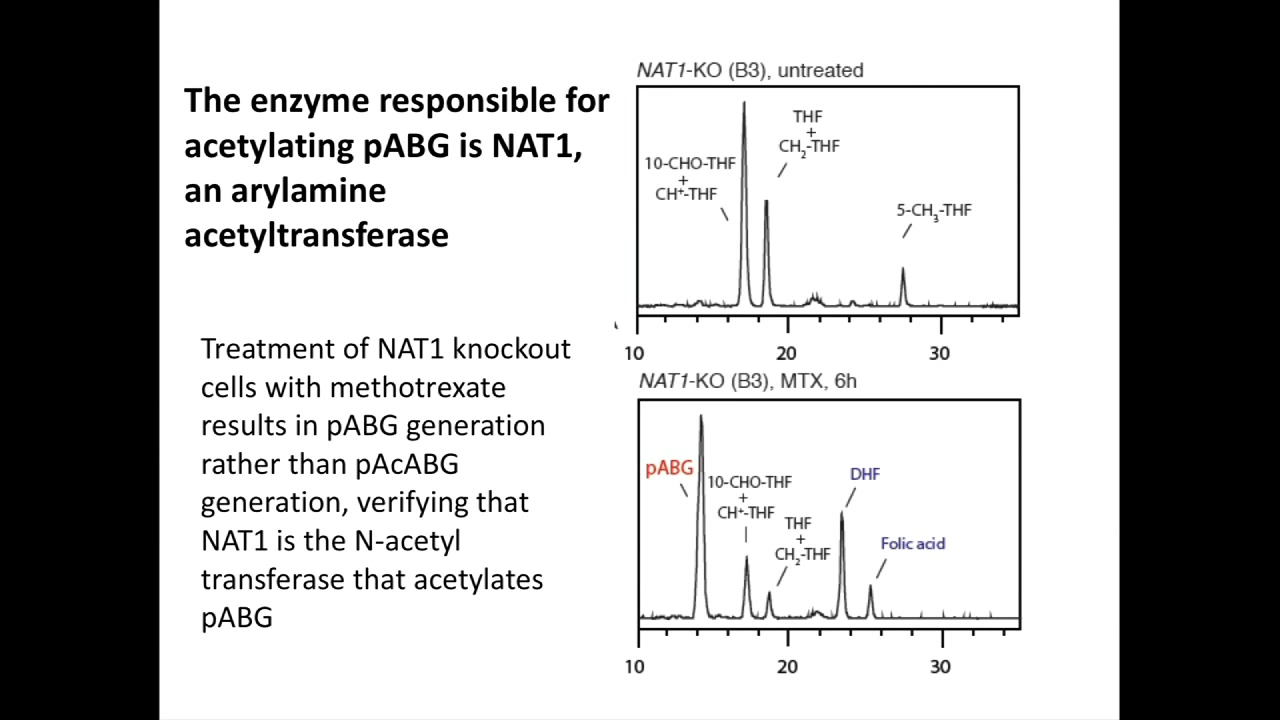 The enzyme responsible for
acetylating pABG is NAT1,
an arylamine
acetyltransferase
Treatment of NAT1 knockout
cells with methotrexate
results in pABG generation
rather than pAcABG
generation, verifying that
NAT1 is the N-acetyl
transferase that acetylates
pABG
NAT1-KO (B3), untreated
10-CHO-THF
+
CH⁺-THF
THF
+
CH₂-THF
5-CH₃-THF
10 20 30
NAT1-KO (B3), MTX, 6h
pABG
10-CHO-THF
+
CH⁺-THF
THF
+
CH₂-THF
DHF
Folic acid
10 20 30